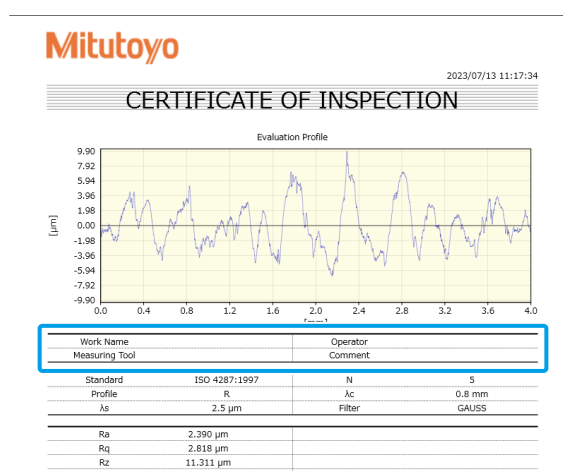 Mitutoyo
2023/07/13 11:17:34
CERTIFICATE OF INSPECTION
Evaluation Profile
9.90
7.92
5.94
3.96
1.98
0.00
-1.98
-3.96
-5.94
-7.92
-9.90
[μm]
0.0 0.4 0.8 1.2 1.6 2.0 2.4 2.8 3.2 3.6 4.0
Work Name Operator
Measuring Tool Comment
Standard ISO 4287:1997 N 5
Profile R λc 0.8 mm
λs 2.5 μm Filter GAUSS
Ra 2.390 μm
Rq 2.818 μm
Rz 11.311 μm